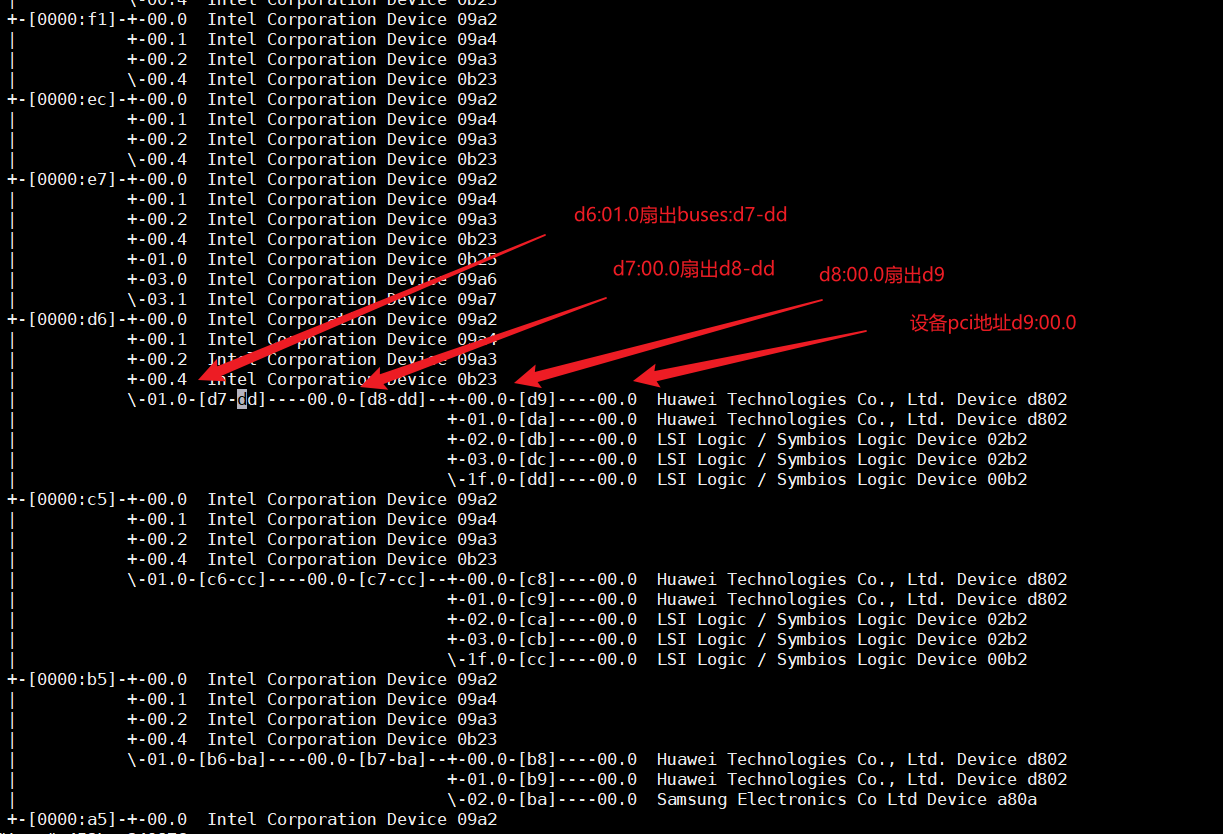 \-00.4  Intel Corporation Device 0b23
+-[0000:f1]-+-00.0  Intel Corporation Device 09a2
|           +-00.1  Intel Corporation Device 09a4
|           +-00.2  Intel Corporation Device 09a3
|           \-00.4  Intel Corporation Device 0b23
+-[0000:ec]-+-00.0  Intel Corporation Device 09a2
|           +-00.1  Intel Corporation Device 09a4
|           +-00.2  Intel Corporation Device 09a3
|           \-00.4  Intel Corporation Device 0b23
+-[0000:e7]-+-00.0  Intel Corporation Device 09a2
|           +-00.1  Intel Corporation Device 09a4
|           +-00.2  Intel Corporation Device 09a3
|           +-00.4  Intel Corporation Device 0b23
|           +-01.0  Intel Corporation Device 0b25
|           +-03.0  Intel Corporation Device 09a6
|           \-03.1  Intel Corporation Device 09a7
+-[0000:d6]-+-00.0  Intel Corporation Device 09a2
|           +-00.1  Intel Corporation Device 09a4
|           +-00.2  Intel Corporation Device 09a3
|           +-00.4  Intel Corporation Device 0b23
|           \-01.0-[d7-dd]----00.0-[d8-dd]--+-00.0-[d9]----00.0  Huawei Technologies Co., Ltd. Device d802
|                                           +-01.0-[da]----00.0  Huawei Technologies Co., Ltd. Device d802
|                                           +-02.0-[db]----00.0  LSI Logic / Symbios Logic Device 02b2
|                                           +-03.0-[dc]----00.0  LSI Logic / Symbios Logic Device 02b2
|                                           \-1f.0-[dd]----00.0  LSI Logic / Symbios Logic Device 00b2
+-[0000:c5]-+-00.0  Intel Corporation Device 09a2
|           +-00.1  Intel Corporation Device 09a4
|           +-00.2  Intel Corporation Device 09a3
|           +-00.4  Intel Corporation Device 0b23
|           \-01.0-[c6-cc]----00.0-[c7-cc]--+-00.0-[c8]----00.0  Huawei Technologies Co., Ltd. Device d802
|                                           +-01.0-[c9]----00.0  Huawei Technologies Co., Ltd. Device d802
|                                           +-02.0-[ca]----00.0  LSI Logic / Symbios Logic Device 02b2
|                                           +-03.0-[cb]----00.0  LSI Logic / Symbios Logic Device 02b2
|                                           \-1f.0-[cc]----00.0  LSI Logic / Symbios Logic Device 00b2
+-[0000:b5]-+-00.0  Intel Corporation Device 09a2
|           +-00.1  Intel Corporation Device 09a4
|           +-00.2  Intel Corporation Device 09a3
|           +-00.4  Intel Corporation Device 0b23
|           \-01.0-[b6-ba]----00.0-[b7-ba]--+-00.0-[b8]----00.0  Huawei Technologies Co., Ltd. Device d802
|                                           +-01.0-[b9]----00.0  Huawei Technologies Co., Ltd. Device d802
|                                           \-02.0-[ba]----00.0  Samsung Electronics Co Ltd Device a80a
+-[0000:a5]-+-00.0  Intel Corporation Device 09a2
d6:01.0扇出buses:d7-dd
d7:00.0扇出d8-dd
d8:00.0扇出d9
设备pci地址d9:00.0